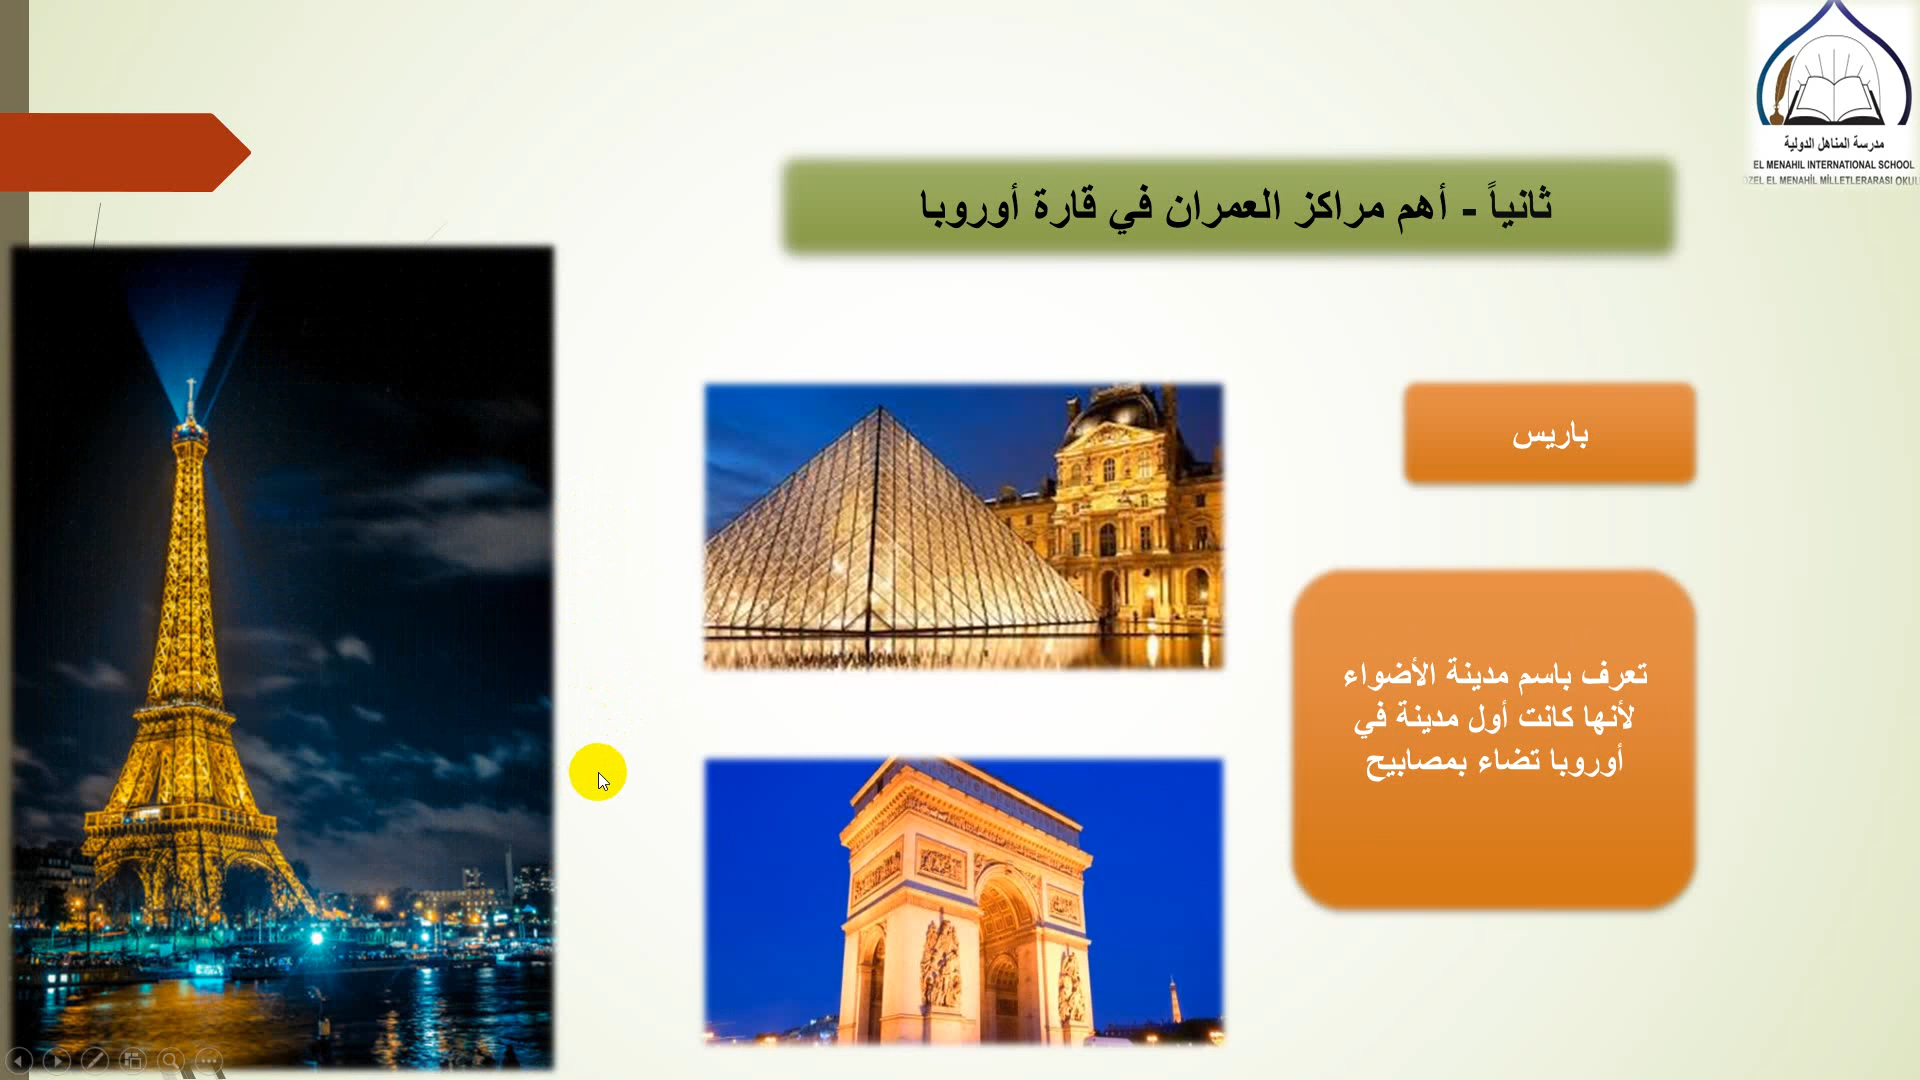 مدرسة المناهل الدولية
EL MENAHIL INTERNATIONAL SCHOOL
OZEL EL MENAHİL MİLLETLERARASI OKULU
ثانياً - أهم مراكز العمران في قارة أوروبا
باريس
تعرف باسم مدينة الأضواء
لأنها كانت أول مدينة في
أوروبا تضاء بمصابيح